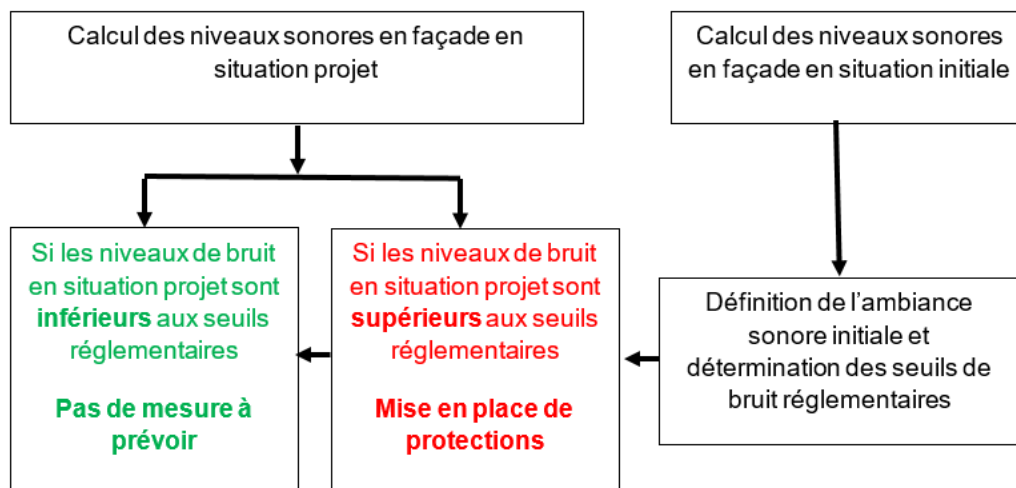 Calcul des niveaux sonores en façade en
situation projet
Calcul des niveaux sonores
en façade en situation initiale
Si les niveaux de bruit
en situation projet sont
inférieurs aux seuils
réglementaires
Pas de mesure à
prévoir
Si les niveaux de bruit
en situation projet sont
supérieurs aux seuils
réglementaires
Mise en place de
protections
Définition de l’ambiance
sonore initiale et
détermination des seuils de
bruit réglementaires